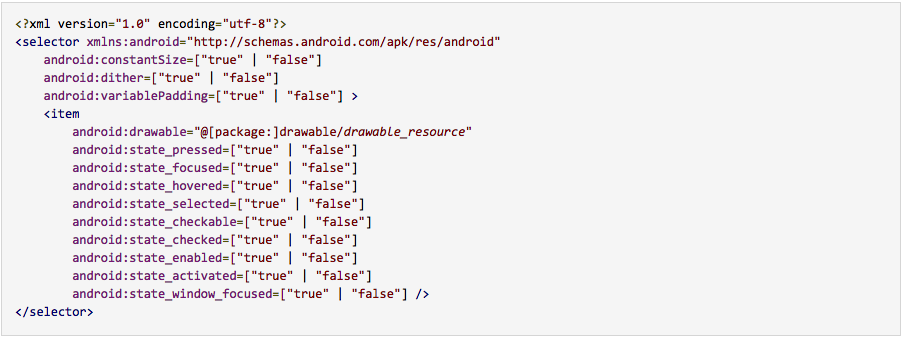 <?xml version="1.0" encoding="utf-8"?>
<selector xmlns:android="http://schemas.android.com/apk/res/android"
    android:constantSize=["true" | "false"]
    android:dither=["true" | "false"]
    android:variablePadding=["true" | "false"] >
    <item
        android:drawable="@[package:]drawable/drawable_resource"
        android:state_pressed=["true" | "false"]
        android:state_focused=["true" | "false"]
        android:state_hovered=["true" | "false"]
        android:state_selected=["true" | "false"]
        android:state_checkable=["true" | "false"]
        android:state_checked=["true" | "false"]
        android:state_enabled=["true" | "false"]
        android:state_activated=["true" | "false"]
        android:state_window_focused=["true" | "false"] />
</selector>